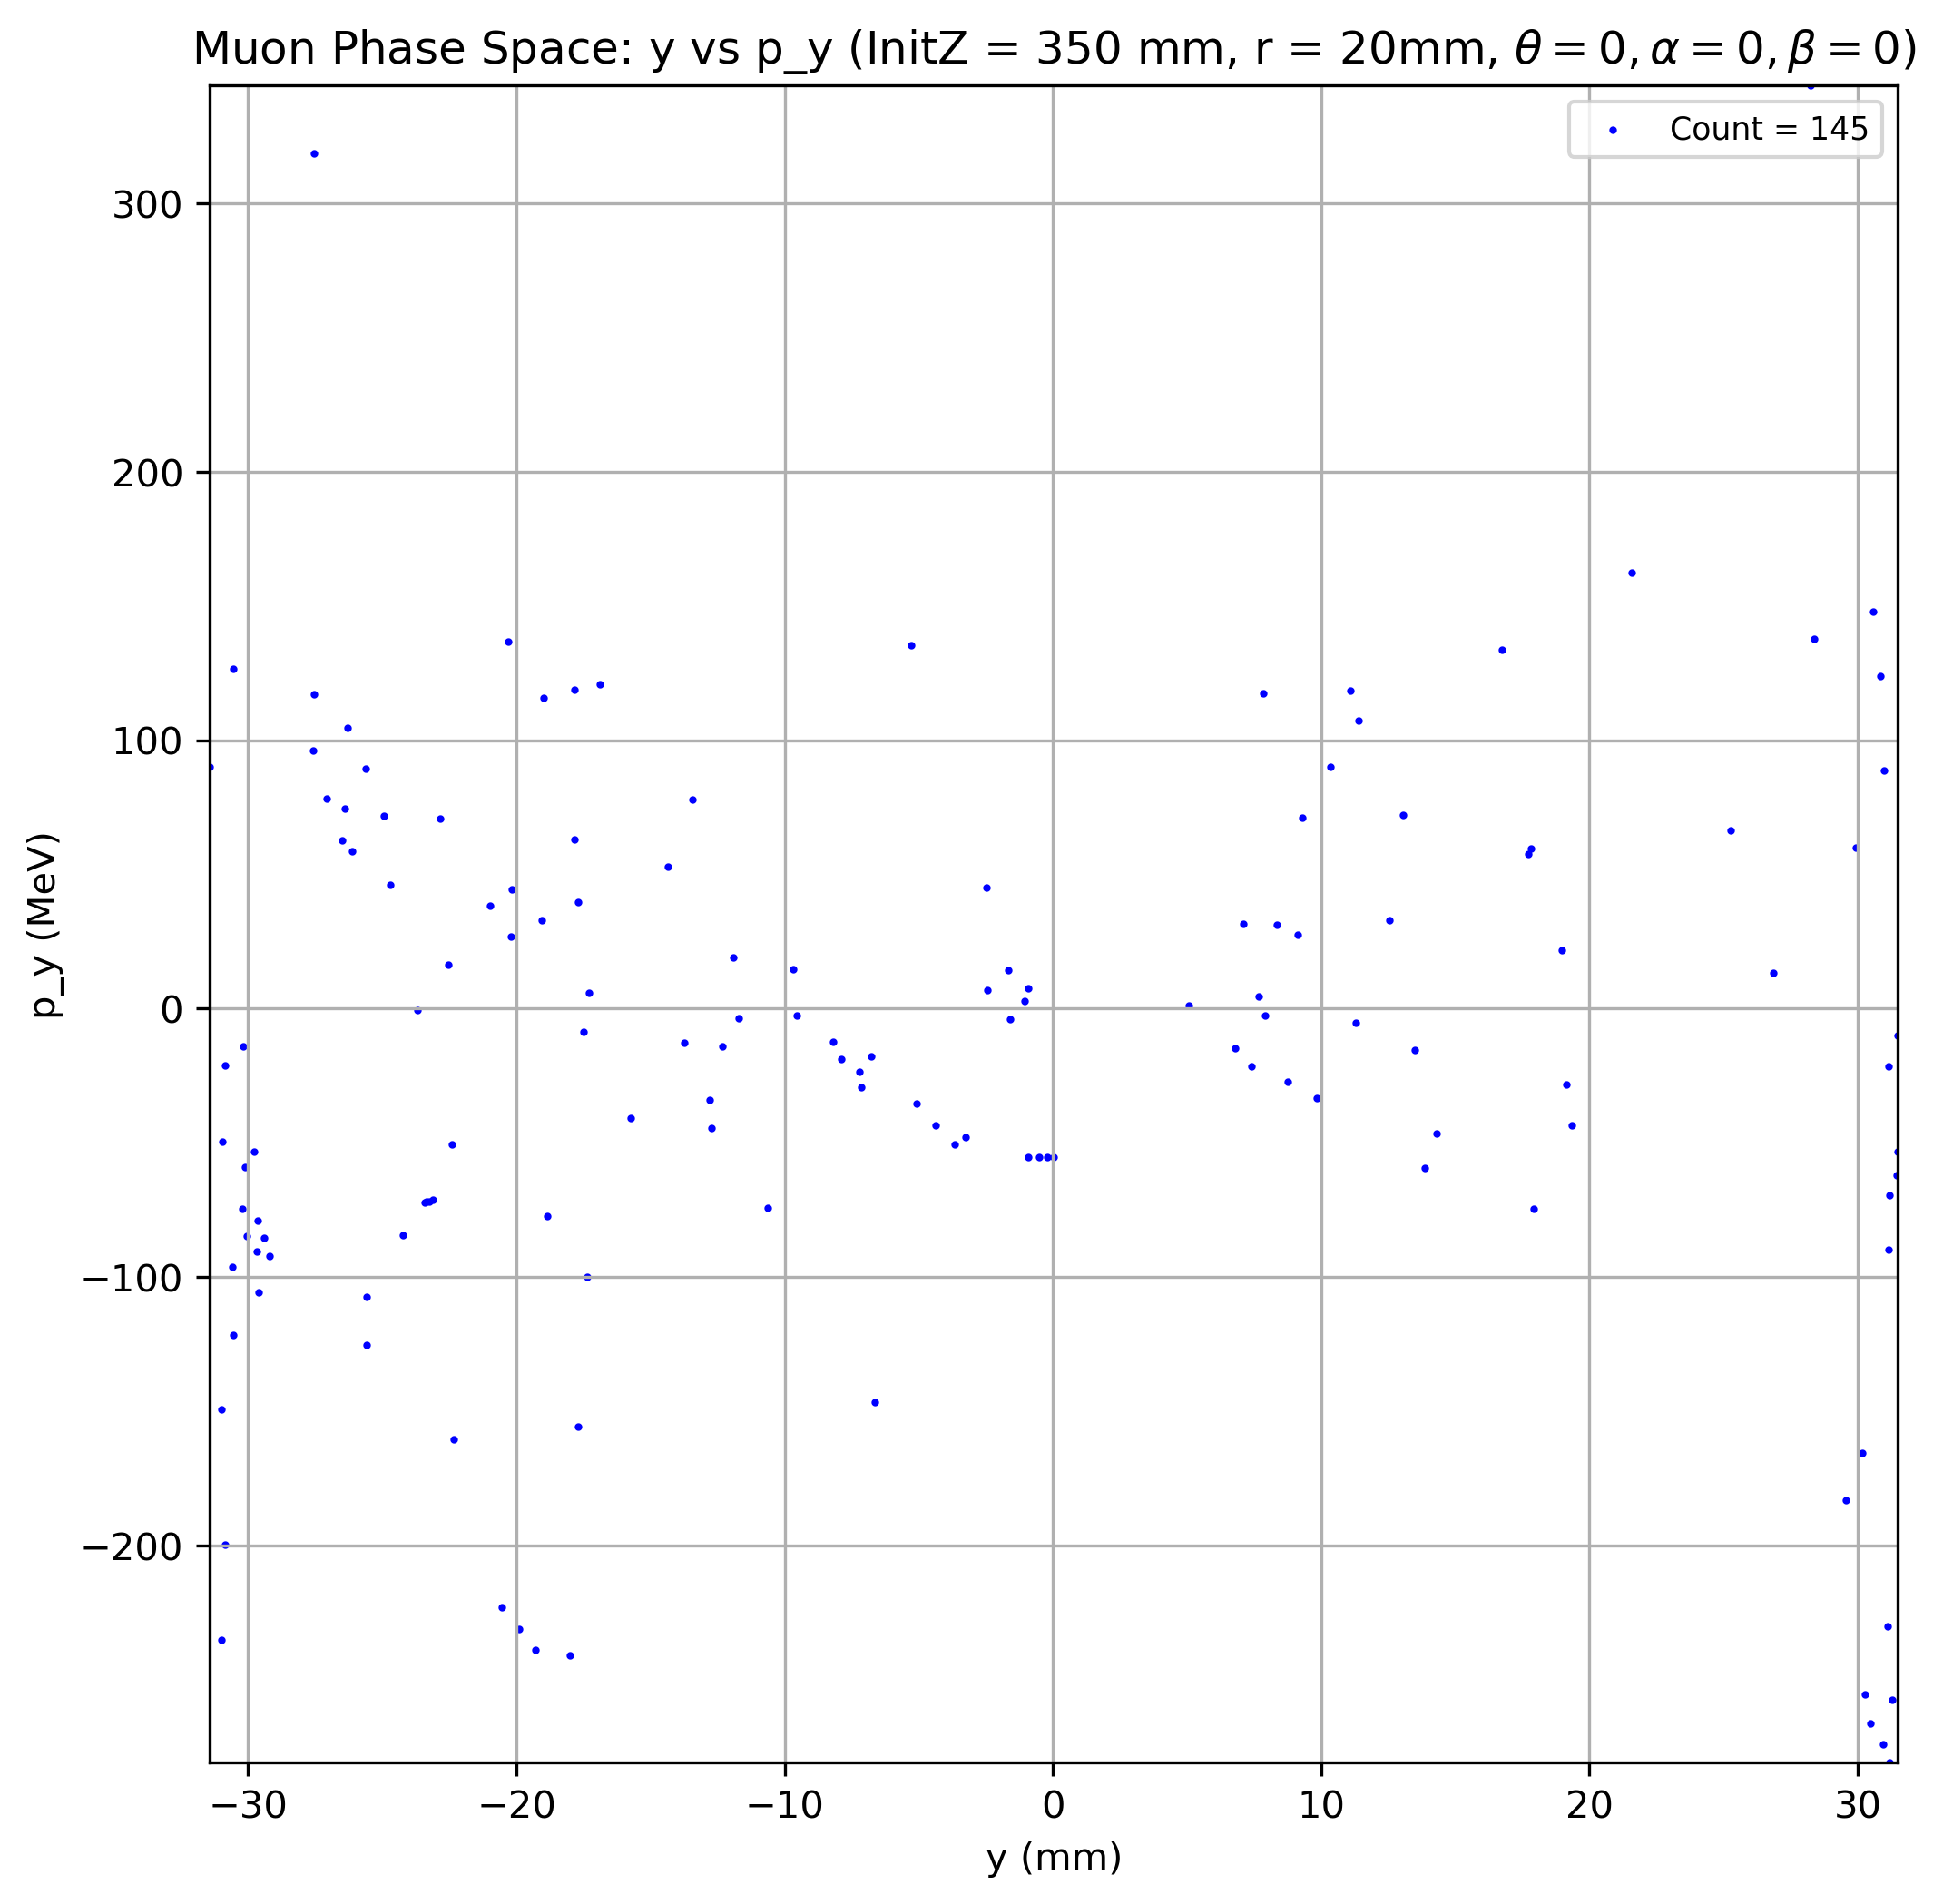 Muon Phase Space: y vs p_y (InitZ = 350 mm, r = 20mm, θ = 0, α = 0, β = 0)
Count = 145
300
200
100
0
−100
−200
p_y (MeV)
−30 −20 −10 0 10 20 30
y (mm)